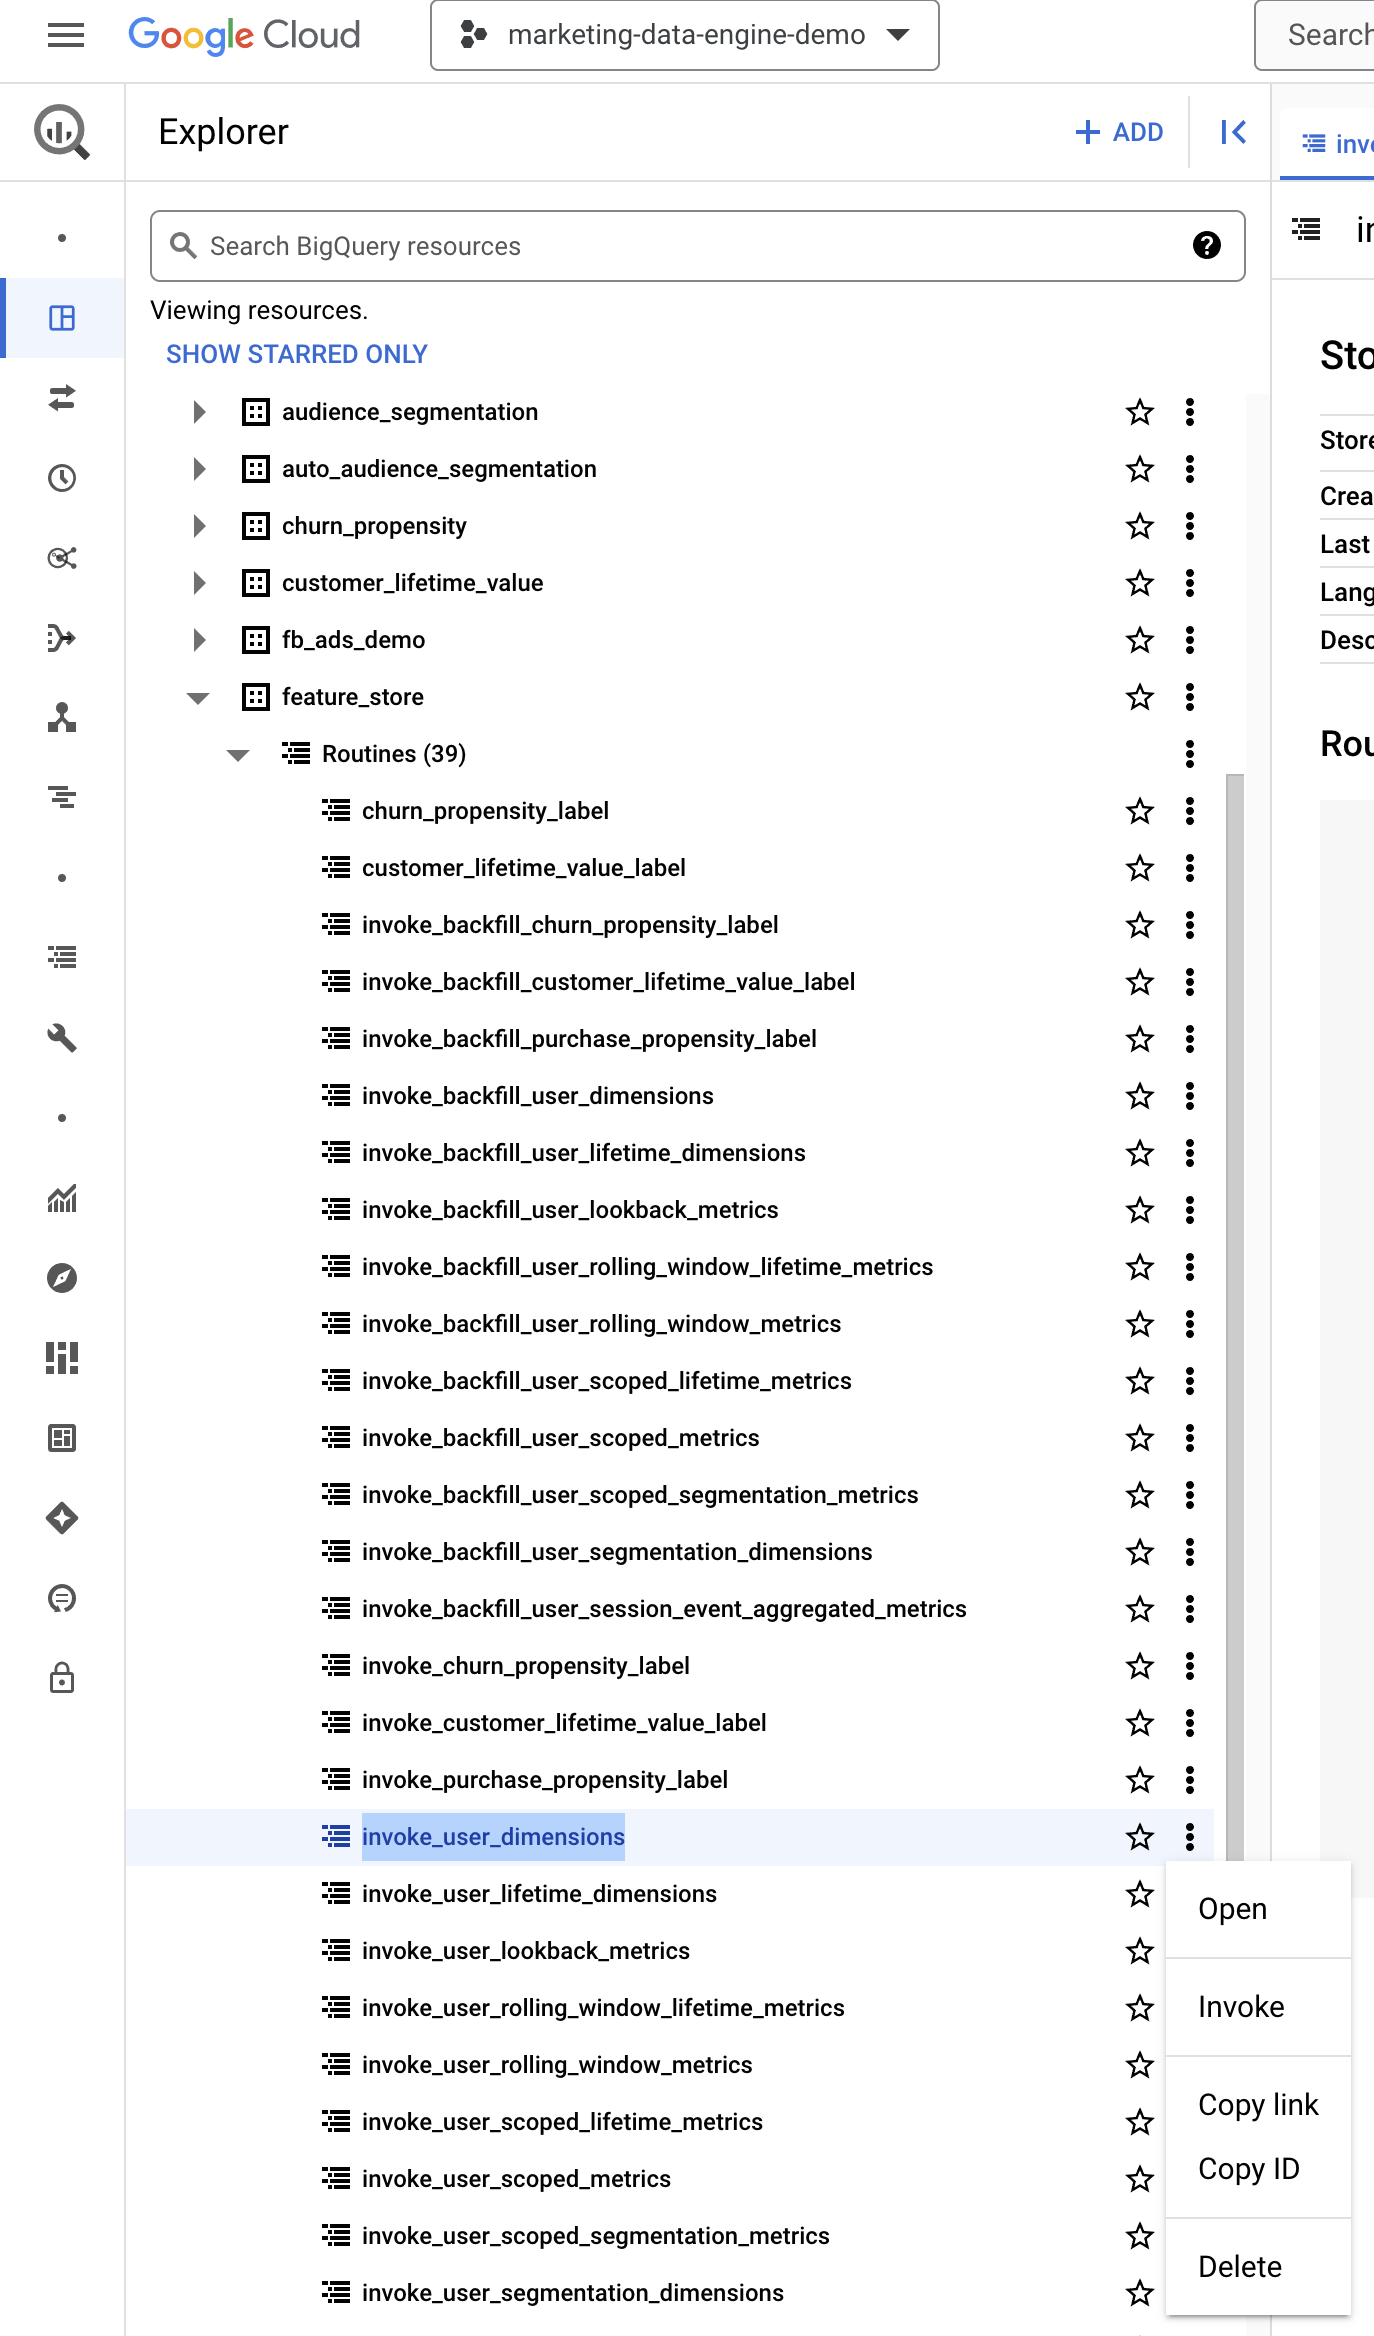 Google Cloud
marketing-data-engine-demo
Search
Explorer
ADD
Search BigQuery resources
Viewing resources.
SHOW STARRED ONLY
audience_segmentation
auto_audience_segmentation
churn_propensity
customer_lifetime_value
fb_ads_demo
feature_store
Routines (39)
churn_propensity_label
customer_lifetime_value_label
invoke_backfill_churn_propensity_label
invoke_backfill_customer_lifetime_value_label
invoke_backfill_purchase_propensity_label
invoke_backfill_user_dimensions
invoke_backfill_user_lifetime_dimensions
invoke_backfill_user_lookback_metrics
invoke_backfill_user_rolling_window_lifetime_metrics
invoke_backfill_user_rolling_window_metrics
invoke_backfill_user_scoped_lifetime_metrics
invoke_backfill_user_scoped_metrics
invoke_backfill_user_scoped_segmentation_metrics
invoke_backfill_user_segmentation_dimensions
invoke_backfill_user_session_event_aggregated_metrics
invoke_churn_propensity_label
invoke_customer_lifetime_value_label
invoke_purchase_propensity_label
invoke_user_dimensions
invoke_user_lifetime_dimensions
invoke_user_lookback_metrics
invoke_user_rolling_window_lifetime_metrics
invoke_user_rolling_window_metrics
invoke_user_scoped_lifetime_metrics
invoke_user_scoped_metrics
invoke_user_scoped_segmentation_metrics
invoke_user_segmentation_dimensions
Open
Invoke
Copy link
Copy ID
Delete
inv
in
Sto
Store
Crea
Last
Lang
Desc
Rou